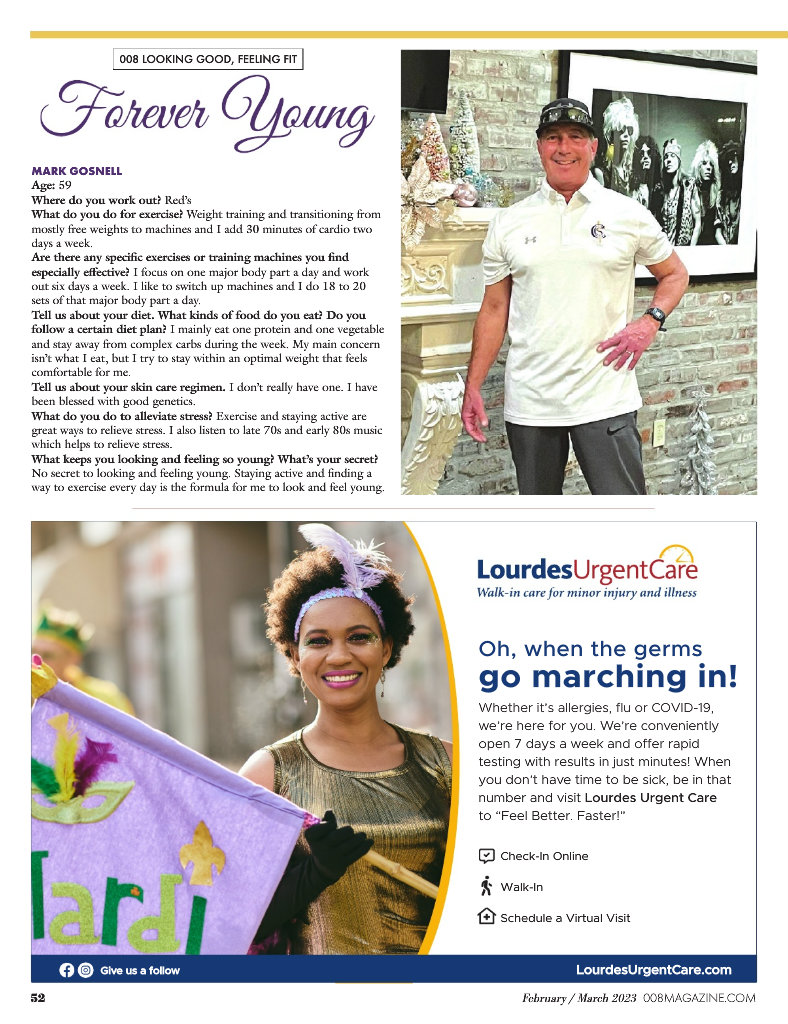 008 LOOKING GOOD, FEELING FIT
Forever Young
MARK GOSNELL
Age: 59
Where do you work out? Red's
What do you do for exercise? Weight training and transitioning from
mostly free weights to machines and I add 30 minutes of cardio two
days a week.
Are there any specific exercises or training machines you find
especially effective? I focus on one major body part a day and work
out six days a week. I like to switch up machines and I do 18 to 20
sets of that major body part a day.
Tell us about your diet. What kinds of food do you eat? Do you
follow a certain diet plan? I mainly eat one protein and one vegetable
and stay away from complex carbs during the week. My main concern
isn't what I eat, but I try to stay within an optimal weight that feels
comfortable for me.
Tell us about your skin care regimen. I don't really have one. I have
been blessed with good genetics.
What do you do to alleviate stress? Exercise and staying active are
great ways to relieve stress. I also listen to late 70s and early 80s music
which helps to relieve stress.
What keeps you looking and feeling so young? What's your secret?
No secret to looking and feeling young. Staying active and finding a
way to exercise every day is the formula for me to look and feel young.
ardi
LourdesUrgentCare
Walk-in care for minor injury and illness
Oh, when the germs
go marching in!
Whether it's allergies, flu or COVID-19,
we're here for you. We're conveniently
open 7 days a week and offer rapid
testing with results in just minutes! When
you don't have time to be sick, be in that
number and visit Lourdes Urgent Care
to "Feel Better. Faster!"
Check-In Online
Walk-In
Schedule a Virtual Visit
Give us a follow
LourdesUrgentCare.com
52
February / March 2023 008MAGAZINE.COM